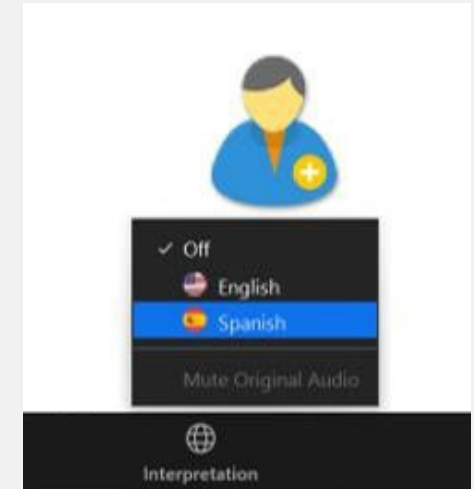 Off
English
Spanish
Mute Original Audio
Interpretation